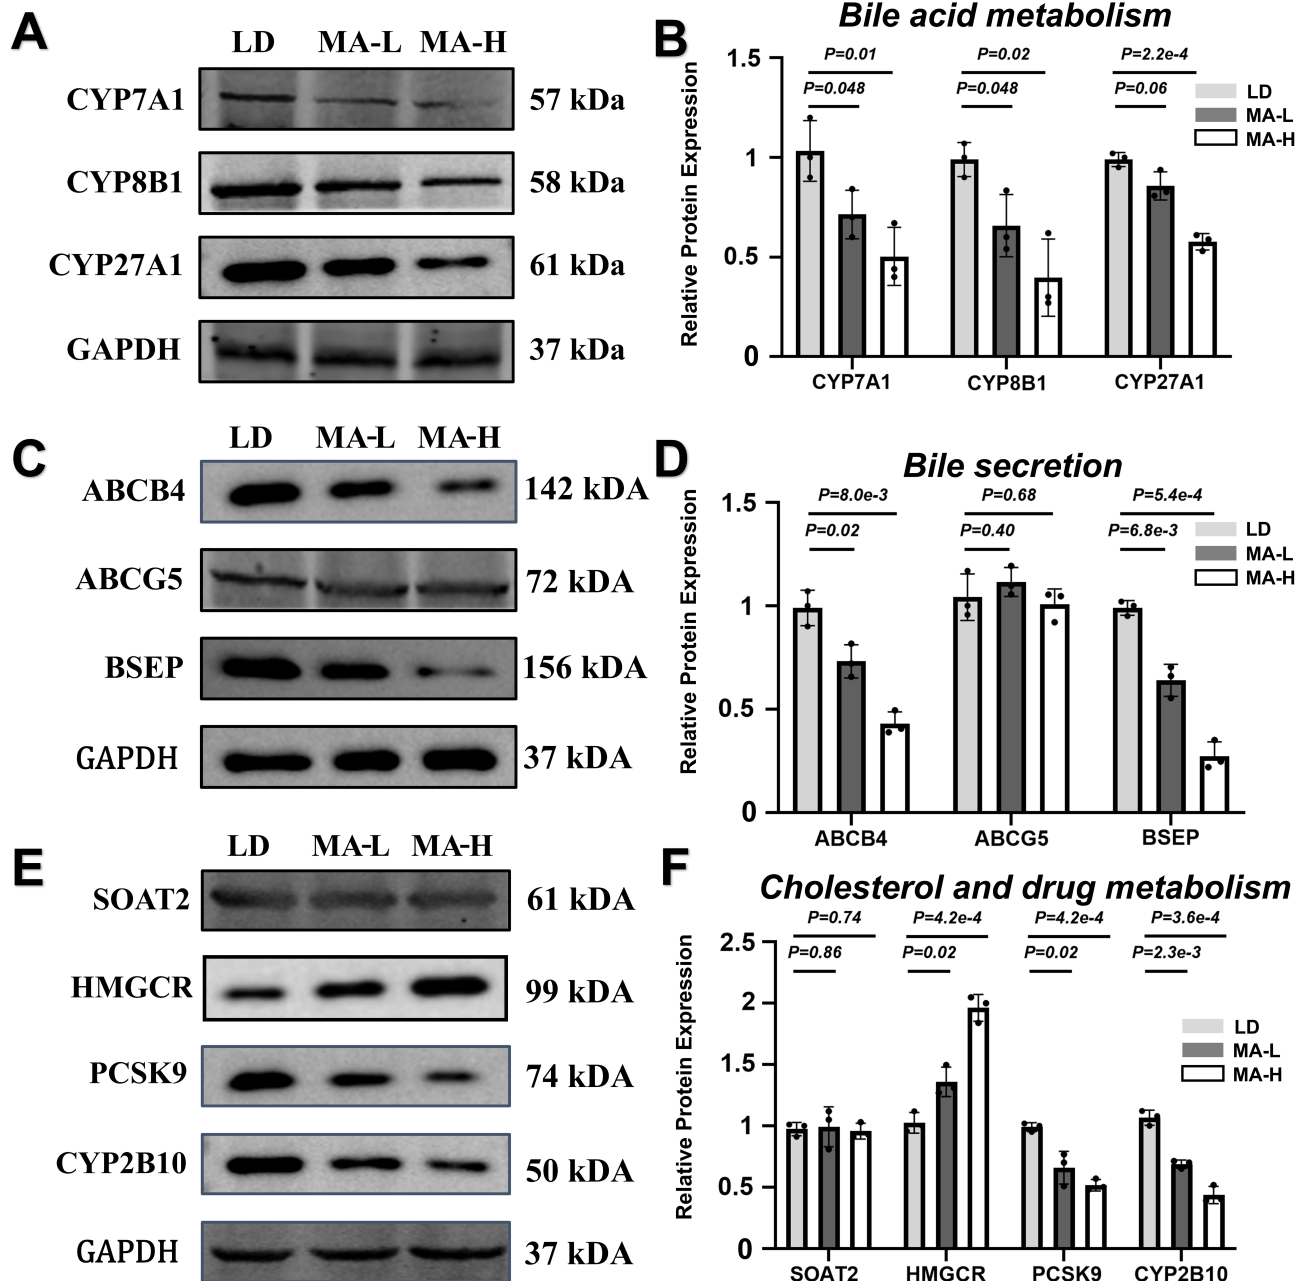 A
LD MA-L MA-H
CYP7A1 57 kDa
CYP8B1 58 kDa
CYP27A1 61 kDa
GAPDH 37 kDa
B
Bile acid metabolism
Relative Protein Expression
1.5
1
0.5
0
P=0.01 P=0.02 P=2.2e-4
P=0.048 P=0.048 P=0.06
LD
MA-L
MA-H
CYP7A1 CYP8B1 CYP27A1
C
LD MA-L MA-H
ABCB4 142 kDA
ABCG5 72 kDA
BSEP 156 kDA
GAPDH 37 kDA
D
Bile secretion
Relative Protein Expression
1.5
1
0.5
0
P=8.0e-3 P=0.68 P=5.4e-4
P=0.02 P=0.40 P=6.8e-3
LD
MA-L
MA-H
ABCB4 ABCG5 BSEP
E
LD MA-L MA-H
SOAT2 61 kDA
HMGCR 99 kDA
PCSK9 74 kDA
CYP2B10 50 kDA
GAPDH 37 kDA
F
Cholesterol and drug metabolism
Relative Protein Expression
2.5
2
1.5
1
0.5
0
P=0.74 P=4.2e-4 P=4.2e-4 P=3.6e-4
P=0.86 P=0.02 P=0.02 P=2.3e-3
LD
MA-L
MA-H
SOAT2 HMGCR PCSK9 CYP2B10